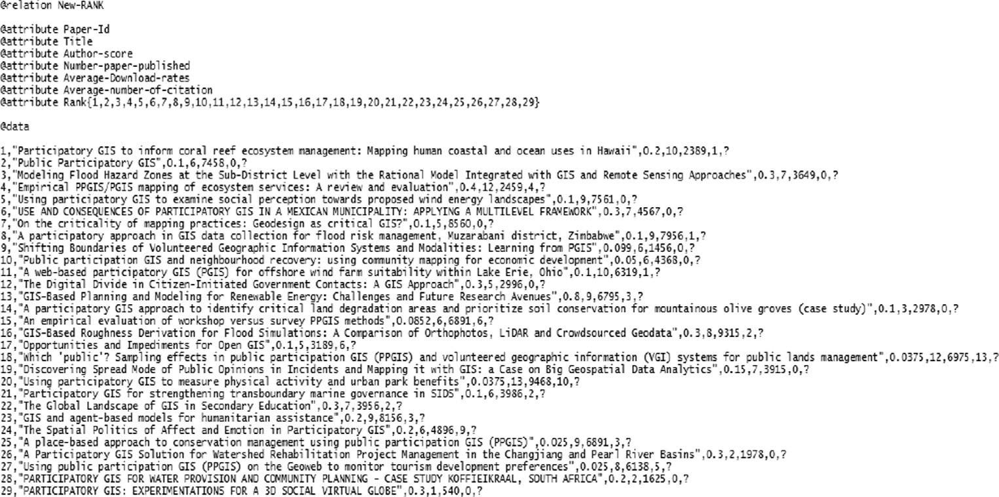 @relation New-RANK
@attribute Paper-Id
@attribute Title
@attribute Author-score
@attribute Number-paper-published
@attribute Average-Download-rates
@attribute Average-number-of-citation
@attribute Rank{1,2,3,4,5,6,7,8,9,10,11,12,13,14,15,16,17,18,19,20,21,22,23,24,25,26,27,28,29}
@data
1,"Participatory GIS to inform coral reef ecosystem management: Mapping human coastal and ocean uses in Hawaii",0.2,10,2389,1,?
2,"Public Participatory GIS",0.1,6,7458,0,?
3,"Modeling Flood Hazard Zones at the Sub-District Level with the Rational Model Integrated with GIS and Remote Sensing Approaches",0.3,7,3649,0,?
4,"Empirical PPGIS/PGIS mapping of ecosystem services: A review and evaluation",0.4,12,2459,4,?
5,"Using participatory GIS to examine social perception towards proposed wind energy landscapes",0.1,9,7561,0,?
6,"USE AND CONSEQUENCES OF PARTICIPATORY GIS IN A MEXICAN MUNICIPALITY: APPLYING A MULTILEVEL FRAMEWORK",0.3,7,4567,0,?
7,"On the criticality of mapping practices: Geodesign as critical GIS?",0.1,5,8560,0,?
8,"A participatory approach in GIS data collection for flood risk management, Muzarabani district, Zimbabwe",0.1,9,7956,1,?
9,"Shifting Boundaries of Volunteered Geographic Information Systems and Modalities: Learning from PGIS",0.099,6,1456,0,?
10,"Public participation GIS and neighbourhood recovery: using community mapping for economic development",0.05,6,4368,0,?
11,"A web-based participatory GIS (PGIS) for offshore wind farm suitability within Lake Erie, Ohio",0.1,10,6319,1,?
12,"The Digital Divide in Citizen-Initiated Government Contacts: A GIS Approach",0.3,5,2996,0,?
13,"GIS-Based Planning and Modeling for Renewable Energy: Challenges and Future Research Avenues",0.8,9,6795,3,?
14,"A participatory GIS approach to identify critical land degradation areas and prioritize soil conservation for mountainous olive groves (case study)",0.1,3,2978,0,?
15,"An empirical evaluation of workshop versus survey PPGIS methods",0.0852,6,6891,6,?
16,"GIS-Based Roughness Derivation for Flood Simulations: A Comparison of Orthophotos, LiDAR and Crowdsourced Geodata",0.3,8,9315,2,?
17,"Opportunities and Impediments for Open GIS",0.1,5,3189,6,?
18,"Which 'public'? Sampling effects in public participation GIS (PPGIS) and volunteered geographic information (VGI) systems for public lands management",0.0375,12,6975,13,?
19,"Discovering Spread Mode of Public Opinions in Incidents and Mapping it with GIS: a Case on Big Geospatial Data Analytics",0.15,7,3915,0,?
20,"Using participatory GIS to measure physical activity and urban park benefits",0.0375,13,9468,10,?
21,"Participatory GIS for strengthening transboundary marine governance in SIDS",0.1,6,3986,2,?
22,"The Global Landscape of GIS in Secondary Education",0.3,7,3956,2,?
23,"GIS and agent-based models for humanitarian assistance",0.2,9,8156,3,?
24,"The Spatial Politics of Affect and Emotion in Participatory GIS",0.2,6,4896,9,?
25,"A place-based approach to conservation management using public participation GIS (PPGIS)",0.025,9,6891,3,?
26,"A Participatory GIS Solution for Watershed Rehabilitation Project Management in the Changjiang and Pearl River Basins",0.3,2,1978,0,?
27,"Using public participation GIS (PPGIS) on the Geoweb to monitor tourism development preferences",0.025,8,6138,5,?
28,"PARTICIPATORY GIS FOR WATER PROVISION AND COMMUNITY PLANNING - CASE STUDY KOFFIEIKRAAL, SOUTH AFRICA",0.2,2,1625,0,?
29,"PARTICIPATORY GIS: EXPERIMENTATIONS FOR A 3D SOCIAL VIRTUAL GLOBE",0.3,1,540,0,?